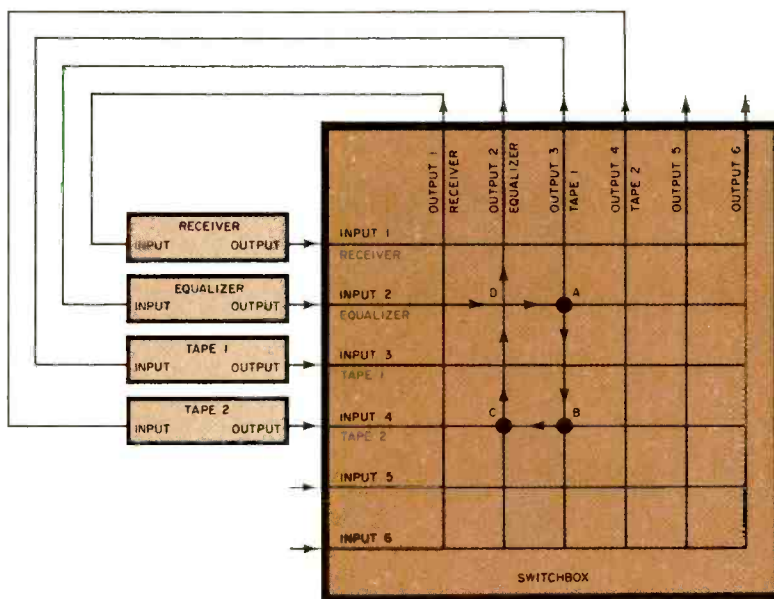 OUTPUT 1
RECEIVER
OUTPUT 2
EQUALIZER
OUTPUT 3
TAPE 1
OUTPUT 4
TAPE 2
OUTPUT 5
OUTPUT 6
RECEIVER
INPUT OUTPUT
INPUT 1
RECEIVER
EQUALIZER
INPUT OUTPUT
INPUT 2
EQUALIZER
D
A
TAPE 1
INPUT OUTPUT
INPUT 3
TAPE 1
TAPE 2
INPUT OUTPUT
INPUT 4
TAPE 2
C
B
INPUT 5
INPUT 6
SWITCHBOX